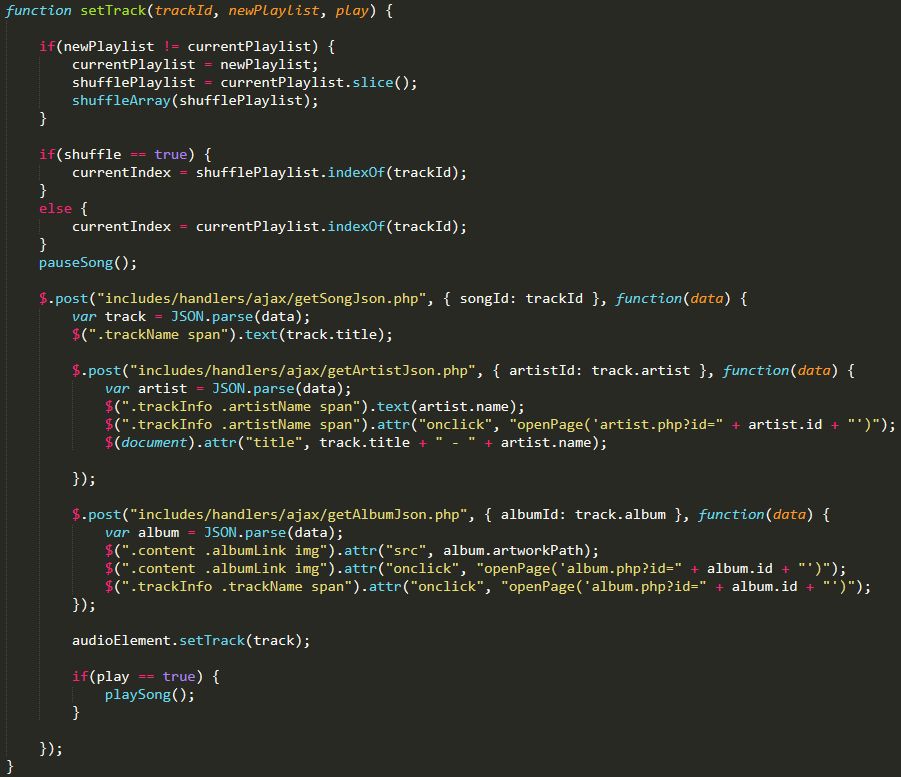 function setTrack(trackId, newPlaylist, play) {
if(newPlaylist != currentPlaylist) {
currentPlaylist = newPlaylist;
shufflePlaylist = currentPlaylist.slice();
shuffleArray(shufflePlaylist);
}
if(shuffle == true) {
currentIndex = shufflePlaylist.indexOf(trackId);
}
else {
currentIndex = currentPlaylist.indexOf(trackId);
}
pauseSong();
$.post("includes/handlers/ajax/getSongJson.php", { songId: trackId }, function(data) {
var track = JSON.parse(data);
$(".trackName span").text(track.title);
$.post("includes/handlers/ajax/getArtistJson.php", { artistId: track.artist }, function(data) {
var artist = JSON.parse(data);
$(".trackInfo .artistName span").text(artist.name);
$(".trackInfo .artistName span").attr("onclick", "openPage('artist.php?id=" + artist.id + "')");
$(document).attr("title", track.title + " - " + artist.name);
});
$.post("includes/handlers/ajax/getAlbumJson.php", { albumId: track.album }, function(data) {
var album = JSON.parse(data);
$(".content .albumLink img").attr("src", album.artworkPath);
$(".content .albumLink img").attr("onclick", "openPage('album.php?id=" + album.id + "')");
$(".trackInfo .trackName span").attr("onclick", "openPage('album.php?id=" + album.id + "')");
});
audioElement.setTrack(track);
if(play == true) {
playSong();
}
});
}